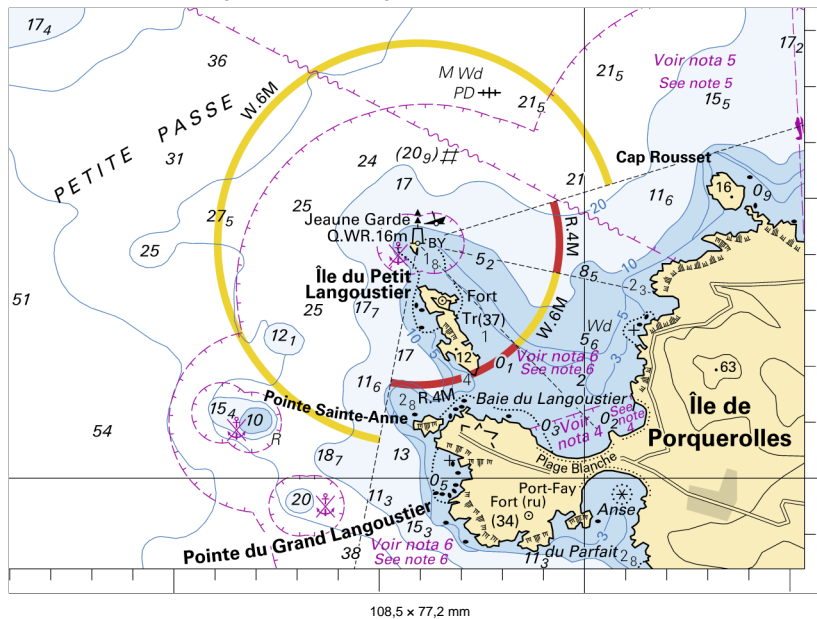 17₄
36
M Wd
PD
21₅
21₅
17₂
Voir nota 5
See note 5
15₅
W.6M
PETITE PASSE
31
24
(20₉)
17
21
Cap Rousset
11₆
16
0₉
20
25
27₅
25
Jeaune Garde
Q.WR.16m
BY
1₈
R.4M
5₂
8₅
10
2₃
Île du Petit
Langoustier
51
25
17₇
Fort
Tr(37)
1
W.6M
Wd
5₆
5
3
12₁
17
10
5
12
0₁
Voir nota 6
See note 6
2
63
11₆
4
R.4M
2₈
Baie du Langoustier
Pointe Sainte-Anne
15₄
10
R
54
0₃
Voir
nota 4
0₂
See
note
4
Île de
Porquerolles
18₇
13
Plage Blanche
0₅
11₃
20
Port-Fay
Fort (ru)
(34)
Anse
Pointe du Grand Langoustier
15₃
38
Voir nota 6
See note 6
11₃
du Parfait
3
2₈
108,5 × 77,2 mm